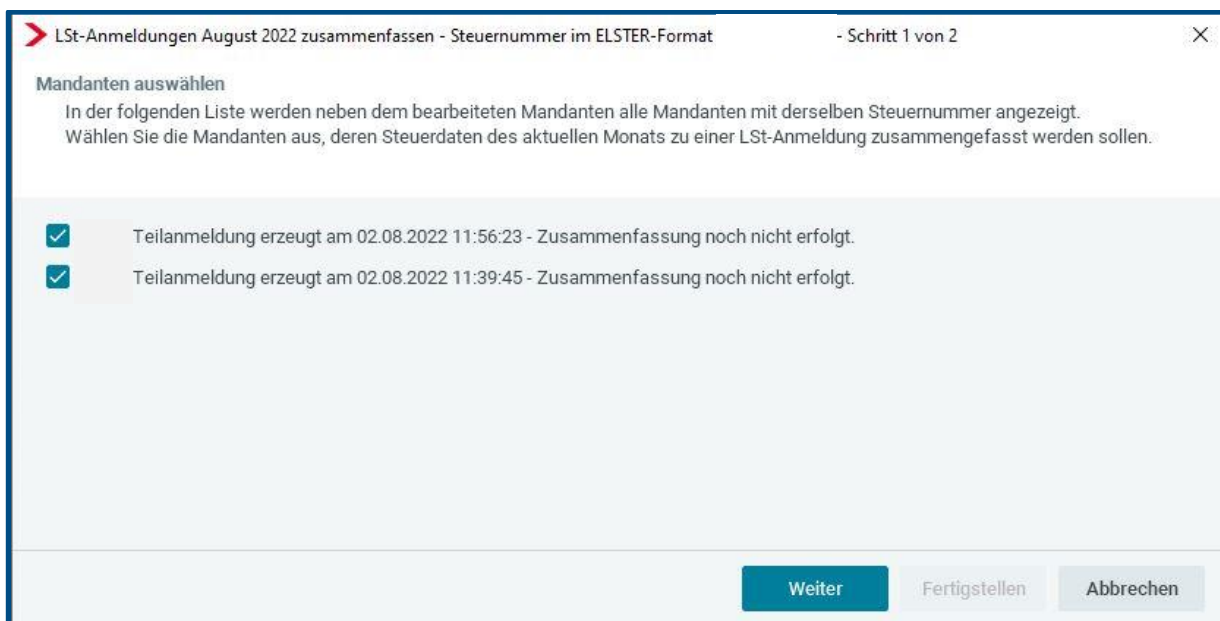 LSt-Anmeldungen August 2022 zusammenfassen - Steuernummer im ELSTER-Format - Schritt 1 von 2
Mandanten auswählen
In der folgenden Liste werden neben dem bearbeiteten Mandanten alle Mandanten mit derselben Steuernummer angezeigt.
Wählen Sie die Mandanten aus, deren Steuerdaten des aktuellen Monats zu einer LSt-Anmeldung zusammengefasst werden sollen.
Teilanmeldung erzeugt am 02.08.2022 11:56:23 - Zusammenfassung noch nicht erfolgt.
Teilanmeldung erzeugt am 02.08.2022 11:39:45 - Zusammenfassung noch nicht erfolgt.
Weiter Fertigstellen Abbrechen